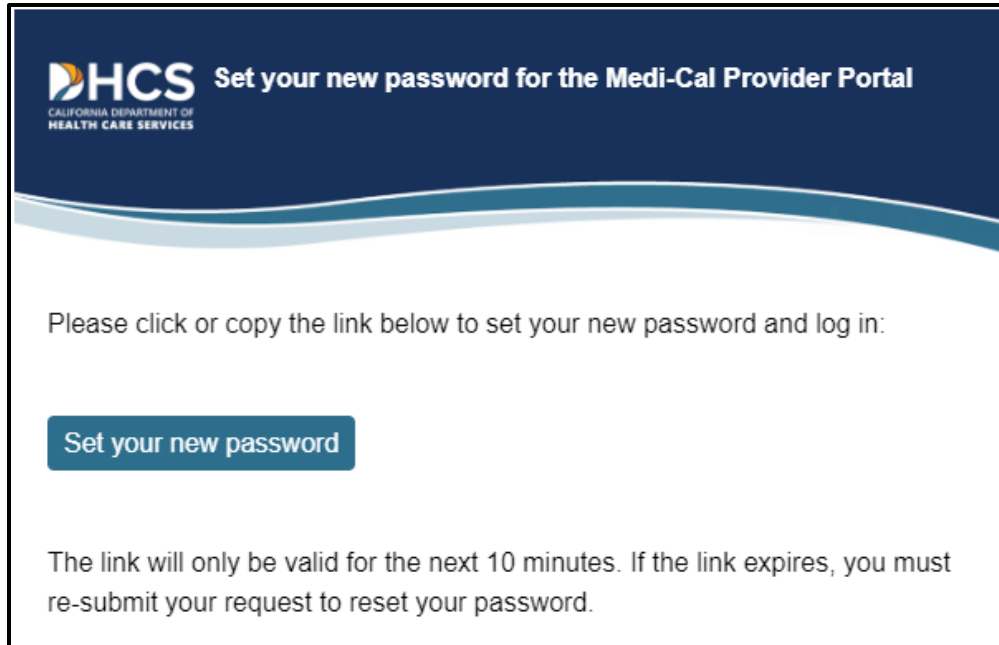 DHCS
CALIFORNIA DEPARTMENT OF
HEALTH CARE SERVICES
Set your new password for the Medi-Cal Provider Portal
Please click or copy the link below to set your new password and log in:
Set your new password
The link will only be valid for the next 10 minutes. If the link expires, you must
re-submit your request to reset your password.